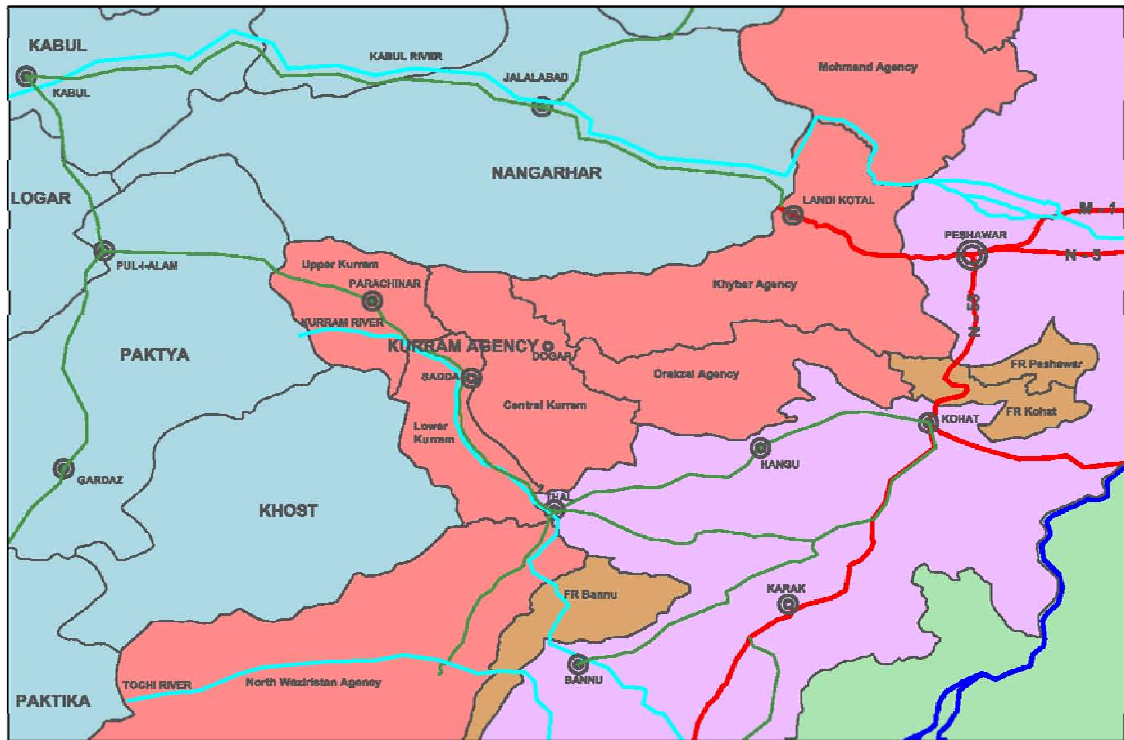 KABUL
KABUL RIVER
Mohmand Agency
KABUL
JALALABAD
NANGARHAR
LOGAR
LANDI KOTAL
M - 1
PESHAWAR
N - 5
PUL-I-ALAM
Upper Kurram
PARACHINAR
Khyber Agency
N 55
KURRAM RIVER
KURRAM AGENCY
DOGAR
PAKTYA
SADDA
Orakzai Agency
FR Peshawar
Central Kurram
FR Kohat
Lower
Kurram
KOHAT
HANGU
GARDAZ
KHOST
THAL
FR Bannu
KARAK
BANNU
TOCHI RIVER
North Waziristan Agency
PAKTIKA